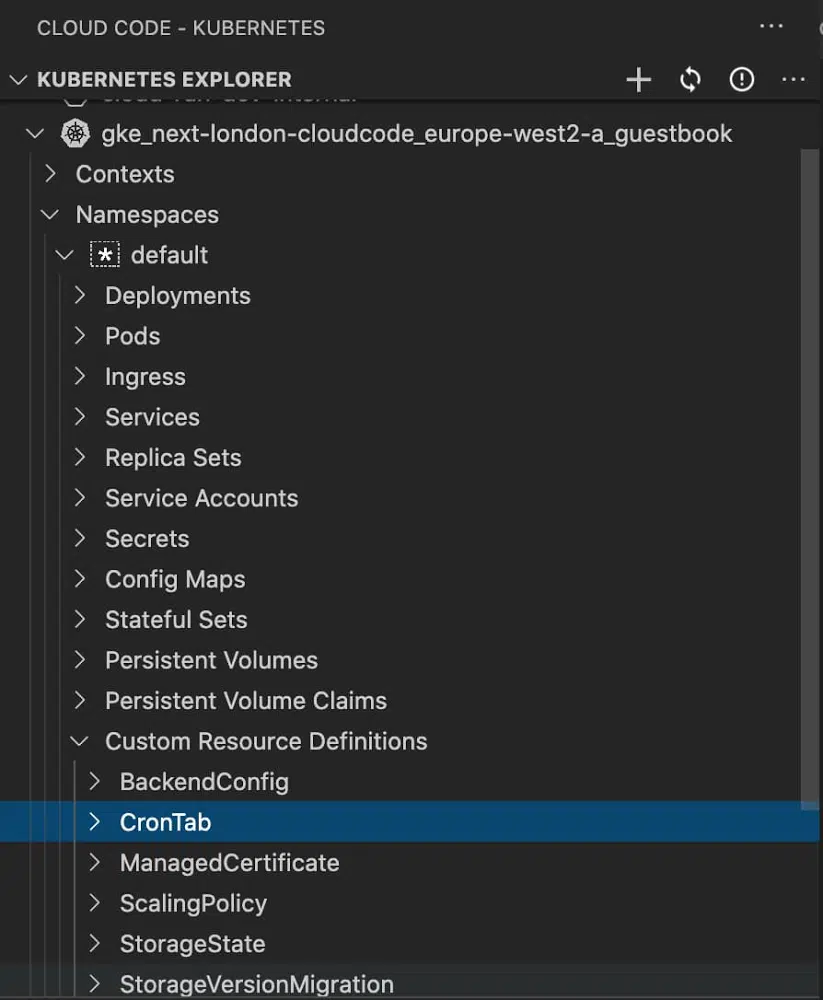 CLOUD CODE - KUBERNETES
KUBERNETES EXPLORER
gke_next-london-cloudcode_europe-west2-a_guestbook
Contexts
Namespaces
* default
Deployments
Pods
Ingress
Services
Replica Sets
Service Accounts
Secrets
Config Maps
Stateful Sets
Persistent Volumes
Persistent Volume Claims
Custom Resource Definitions
BackendConfig
CronTab
ManagedCertificate
ScalingPolicy
StorageState
StorageVersionMigration